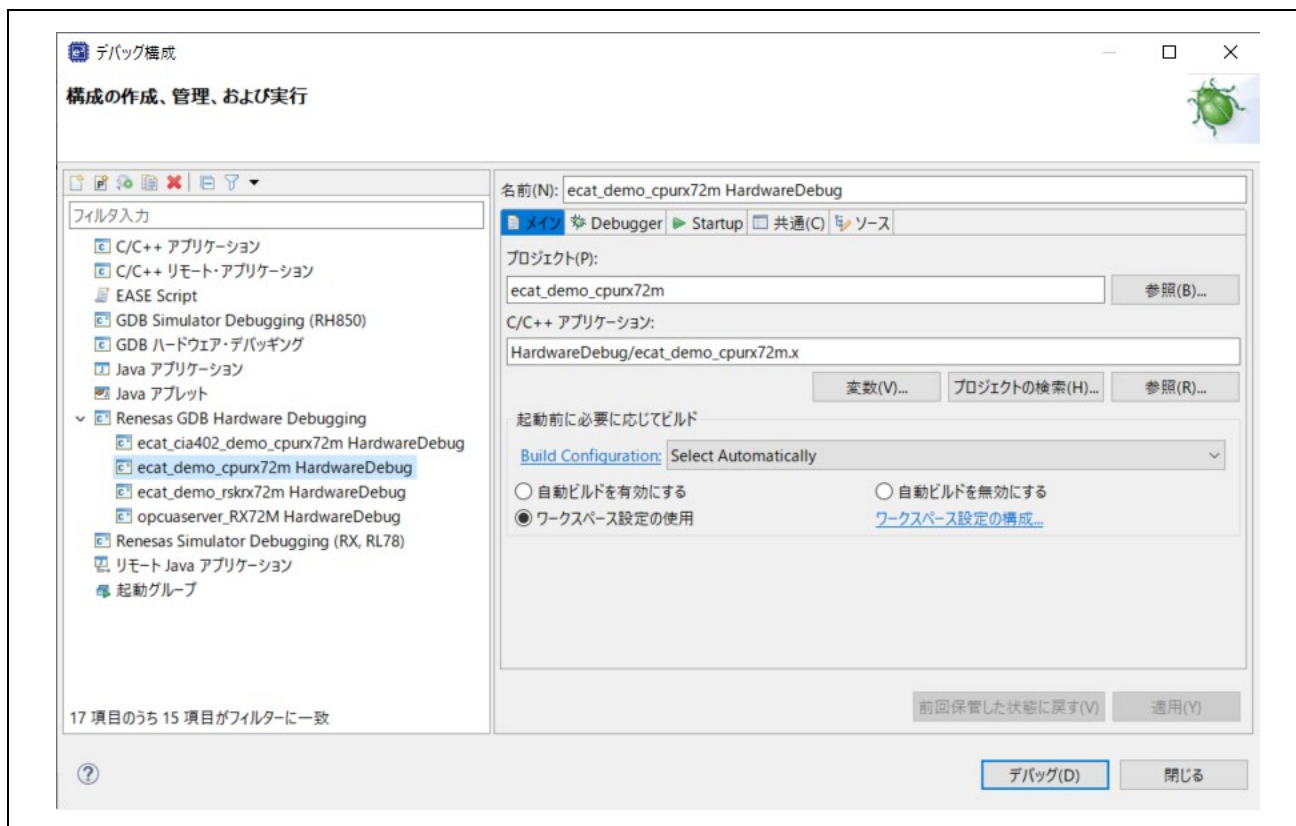 デバッグ構成
構成の作成、管理、および実行
フィルタ入力
C/C++ アプリケーション
C/C++ リモート・アプリケーション
EASE Script
GDB Simulator Debugging (RH850)
GDB ハードウェア・デバッギング
Java アプリケーション
Java アプレット
Renesas GDB Hardware Debugging
ecat_cia402_demo_cpurx72m HardwareDebug
ecat_demo_cpurx72m HardwareDebug
ecat_demo_rskrx72m HardwareDebug
opcuaserver_RX72M HardwareDebug
Renesas Simulator Debugging (RX, RL78)
リモート Java アプリケーション
起動グループ
17 項目のうち 15 項目がフィルターに一致
名前(N): ecat_demo_cpurx72m HardwareDebug
メイン Debugger Startup 共通(C) ソース
プロジェクト(P):
ecat_demo_cpurx72m 参照(B)...
C/C++ アプリケーション:
HardwareDebug/ecat_demo_cpurx72m.x
変数(V)... プロジェクトの検索(H)... 参照(R)...
起動前に必要に応じてビルド
Build Configuration: Select Automatically
自動ビルドを有効にする 自動ビルドを無効にする
ワークスペース設定の使用 ワークスペース設定の構成...
前回保管した状態に戻す(V) 適用(Y)
デバッグ(D) 閉じる